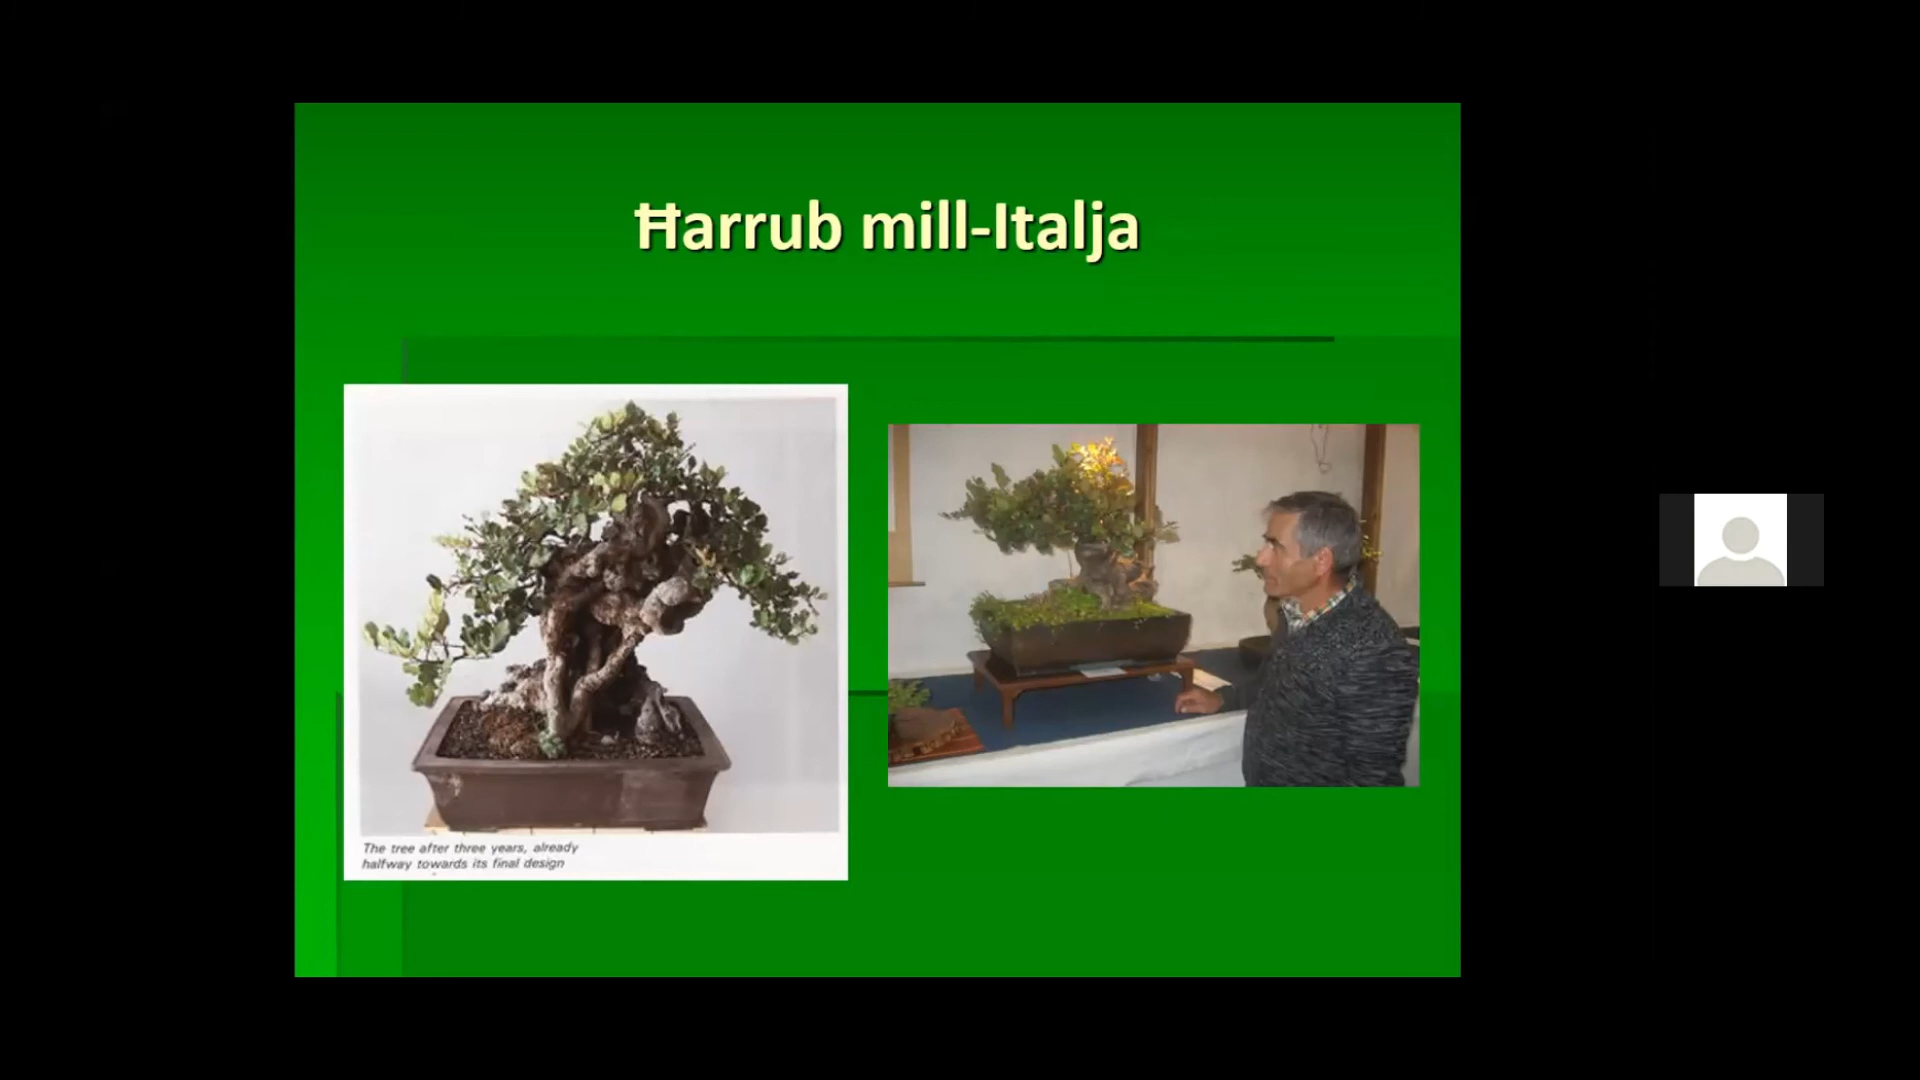 Ħarrub mill-Italja
The tree after three years, already
halfway towards its final design